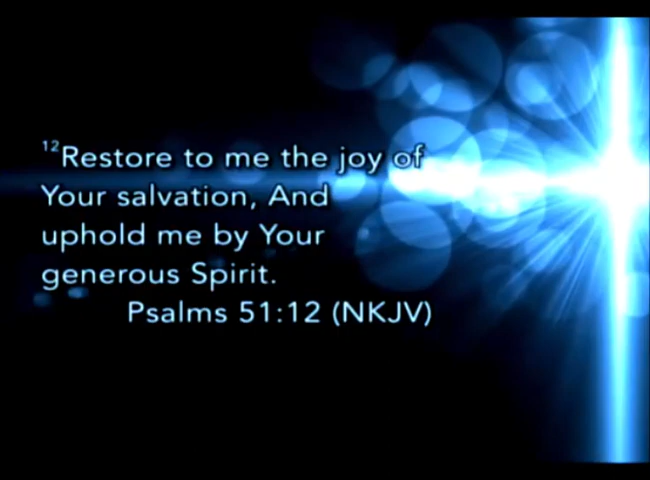 ¹²Restore to me the joy of
Your salvation, And
uphold me by Your
generous Spirit.
Psalms 51:12 (NKJV)